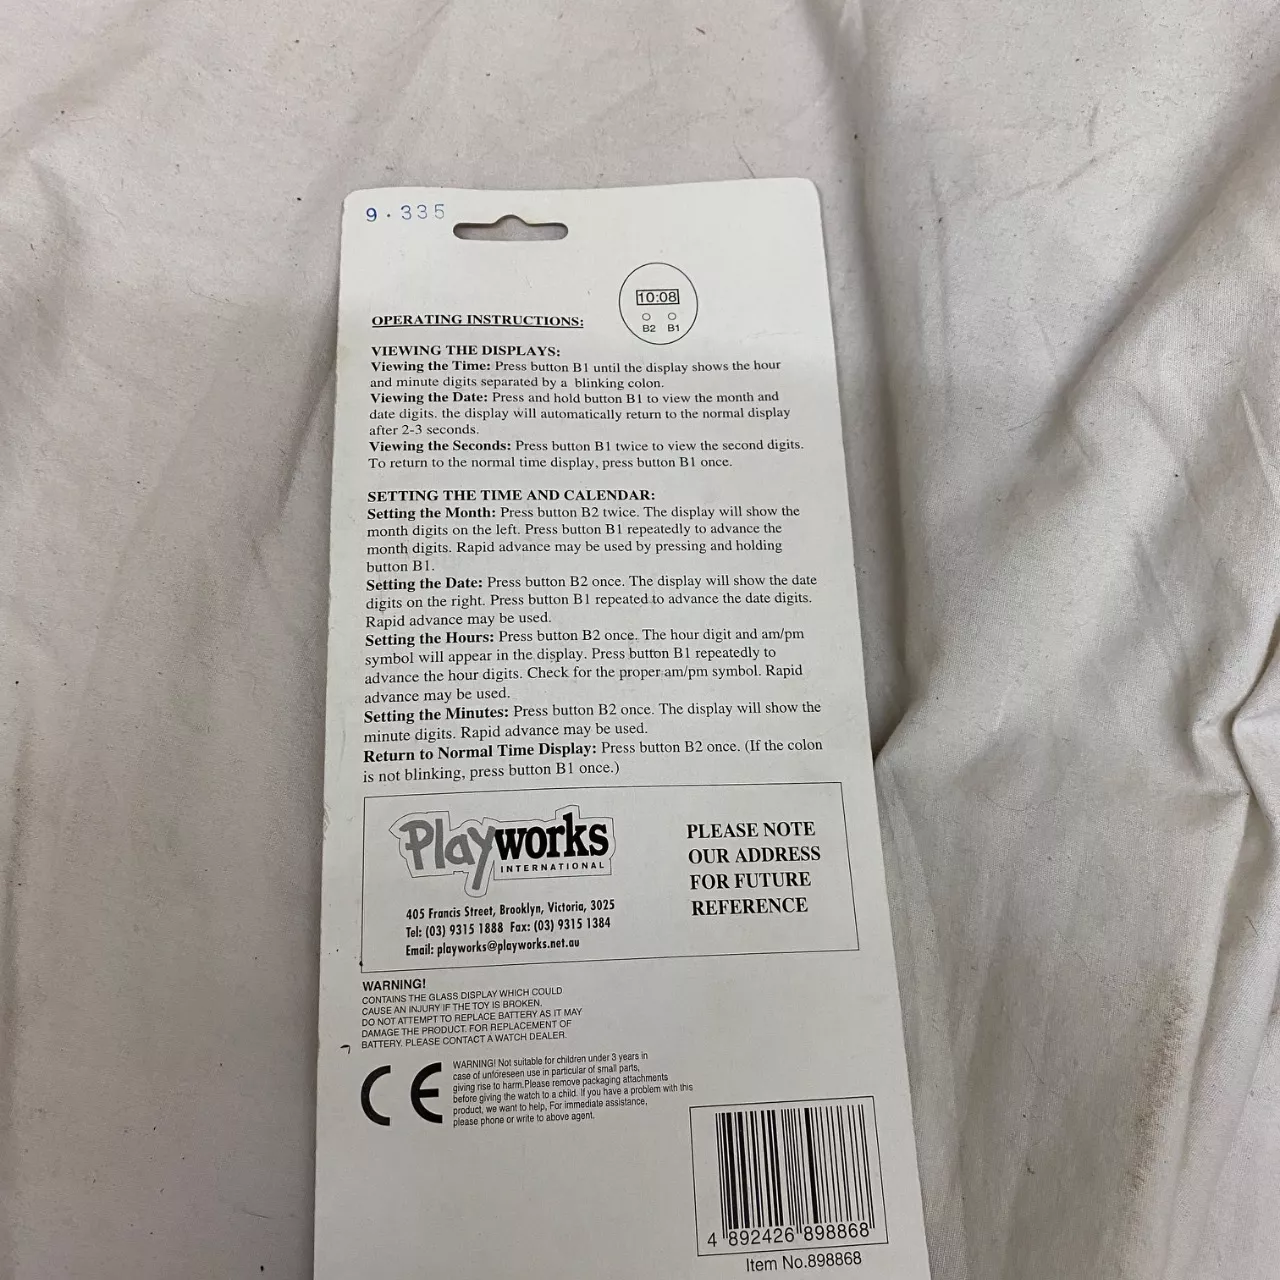 9 · 335
10:08
B2 B1
OPERATING INSTRUCTIONS:
VIEWING THE DISPLAYS:
Viewing the Time: Press button B1 until the display shows the hour
and minute digits separated by a blinking colon.
Viewing the Date: Press and hold button B1 to view the month and
date digits. the display will automatically return to the normal display
after 2-3 seconds.
Viewing the Seconds: Press button B1 twice to view the second digits.
To return to the normal time display, press button B1 once.
SETTING THE TIME AND CALENDAR:
Setting the Month: Press button B2 twice. The display will show the
month digits on the left. Press button B1 repeatedly to advance the
month digits. Rapid advance may be used by pressing and holding
button B1.
Setting the Date: Press button B2 once. The display will show the date
digits on the right. Press button B1 repeated to advance the date digits.
Rapid advance may be used.
Setting the Hours: Press button B2 once. The hour digit and am/pm
symbol will appear in the display. Press button B1 repeatedly to
advance the hour digits. Check for the proper am/pm symbol. Rapid
advance may be used.
Setting the Minutes: Press button B2 once. The display will show the
minute digits. Rapid advance may be used.
Return to Normal Time Display: Press button B2 once. (If the colon
is not blinking, press button B1 once.)
Playworks
INTERNATIONAL
405 Francis Street, Brooklyn, Victoria, 3025
Tel: (03) 9315 1888 Fax: (03) 9315 1384
Email: playworks@playworks.net.au
PLEASE NOTE
OUR ADDRESS
FOR FUTURE
REFERENCE
WARNING!
CONTAINS THE GLASS DISPLAY WHICH COULD
CAUSE AN INJURY IF THE TOY IS BROKEN.
DO NOT ATTEMPT TO REPLACE BATTERY AS IT MAY
DAMAGE THE PRODUCT. FOR REPLACEMENT OF
BATTERY. PLEASE CONTACT A WATCH DEALER.
CE
WARNING! Not suitable for children under 3 years in
case of unforeseen use in particular of small parts,
giving rise to harm.Please remove packaging attachments
before giving the watch to a child. If you have a problem with this
product, we want to help, For immediate assistance,
please phone or write to above agent.
4 892426 898868
Item No.898868